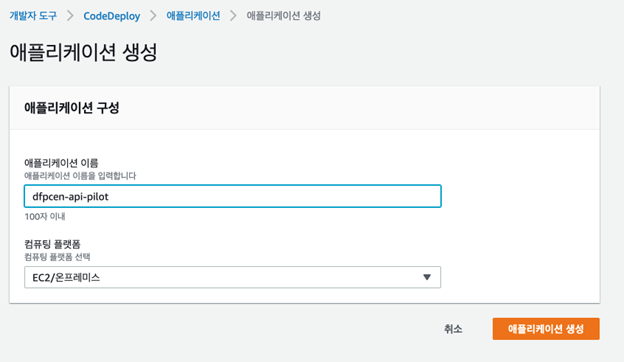 개발자 도구 > CodeDeploy > 애플리케이션 > 애플리케이션 생성
애플리케이션 생성
애플리케이션 구성
애플리케이션 이름
애플리케이션 이름을 입력합니다
dfpcen-api-pilot
100자 이내
컴퓨팅 플랫폼
컴퓨팅 플랫폼 선택
EC2/온프레미스
취소 애플리케이션 생성